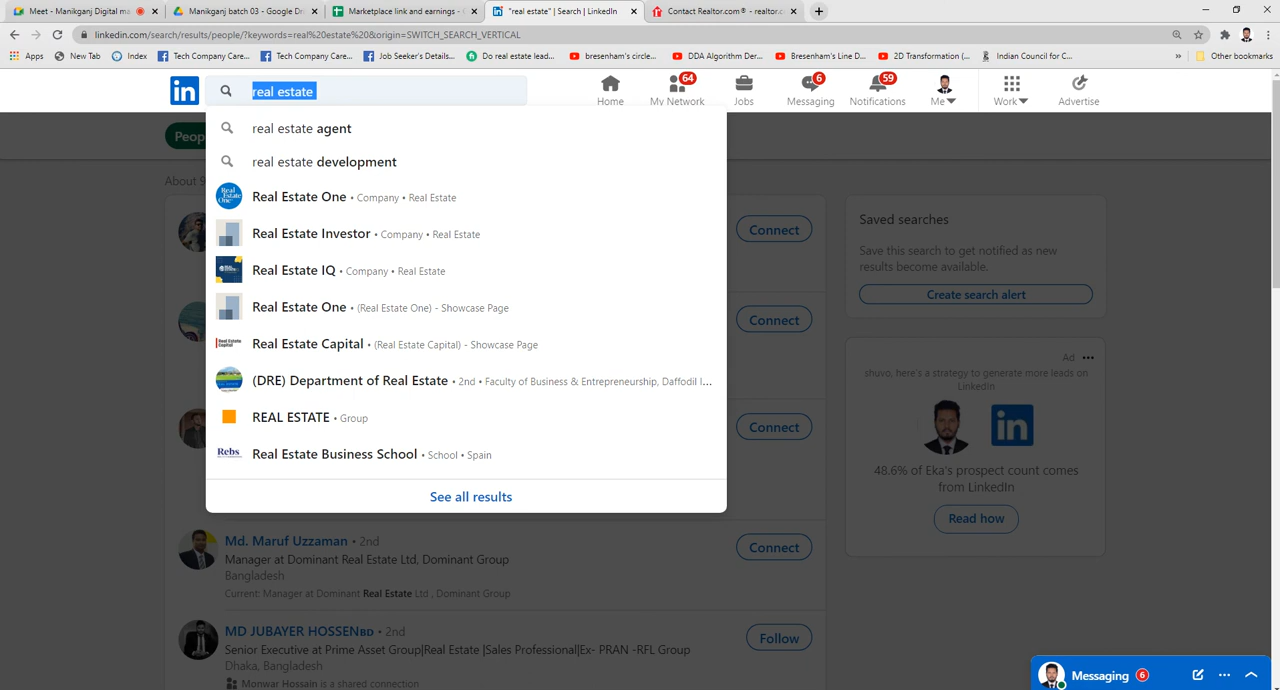 Meet - Manikganj Digital ma
Manikganj batch 03 - Google Dri
Marketplace link and earnings -
"real estate" | Search | LinkedIn
Contact Realtor.com® - realtor.c
linkedin.com/search/results/people/?keywords=real%20estate%20&origin=SWITCH_SEARCH_VERTICAL
Apps
New Tab
Index
Tech Company Care...
Tech Company Care...
Job Seeker's Details...
Do real estate lead...
bresenham's circle...
DDA Algorithm Der...
Bresenham's Line D...
2D Transformation (...
Indian Council for C...
»
Other bookmarks
in
real estate
Home
64
My Network
Jobs
6
Messaging
59
Notifications
Me
Work
Advertise
Peop
About 9
real estate agent
real estate development
Real Estate One • Company • Real Estate
Real Estate Investor • Company • Real Estate
Real Estate IQ • Company • Real Estate
Real Estate One • (Real Estate One) - Showcase Page
Real Estate Capital • (Real Estate Capital) - Showcase Page
(DRE) Department of Real Estate • 2nd • Faculty of Business & Entrepreneurship, Daffodil I...
REAL ESTATE • Group
Rebs
Real Estate Business School • School • Spain
See all results
Connect
Connect
Connect
Md. Maruf Uzzaman • 2nd
Manager at Dominant Real Estate Ltd, Dominant Group
Bangladesh
Current: Manager at Dominant Real Estate Ltd , Dominant Group
Connect
MD JUBAYER HOSSENBD • 2nd
Senior Executive at Prime Asset Group|Real Estate |Sales Professional|Ex- PRAN -RFL Group
Dhaka, Bangladesh
Monwar Hossain is a shared connection
Follow
Saved searches
Save this search to get notified as new
results become available.
Create search alert
Ad •••
shuvo, here's a strategy to generate more leads on
LinkedIn
in
48.6% of Eka's prospect count comes
from LinkedIn
Read how
Messaging 6